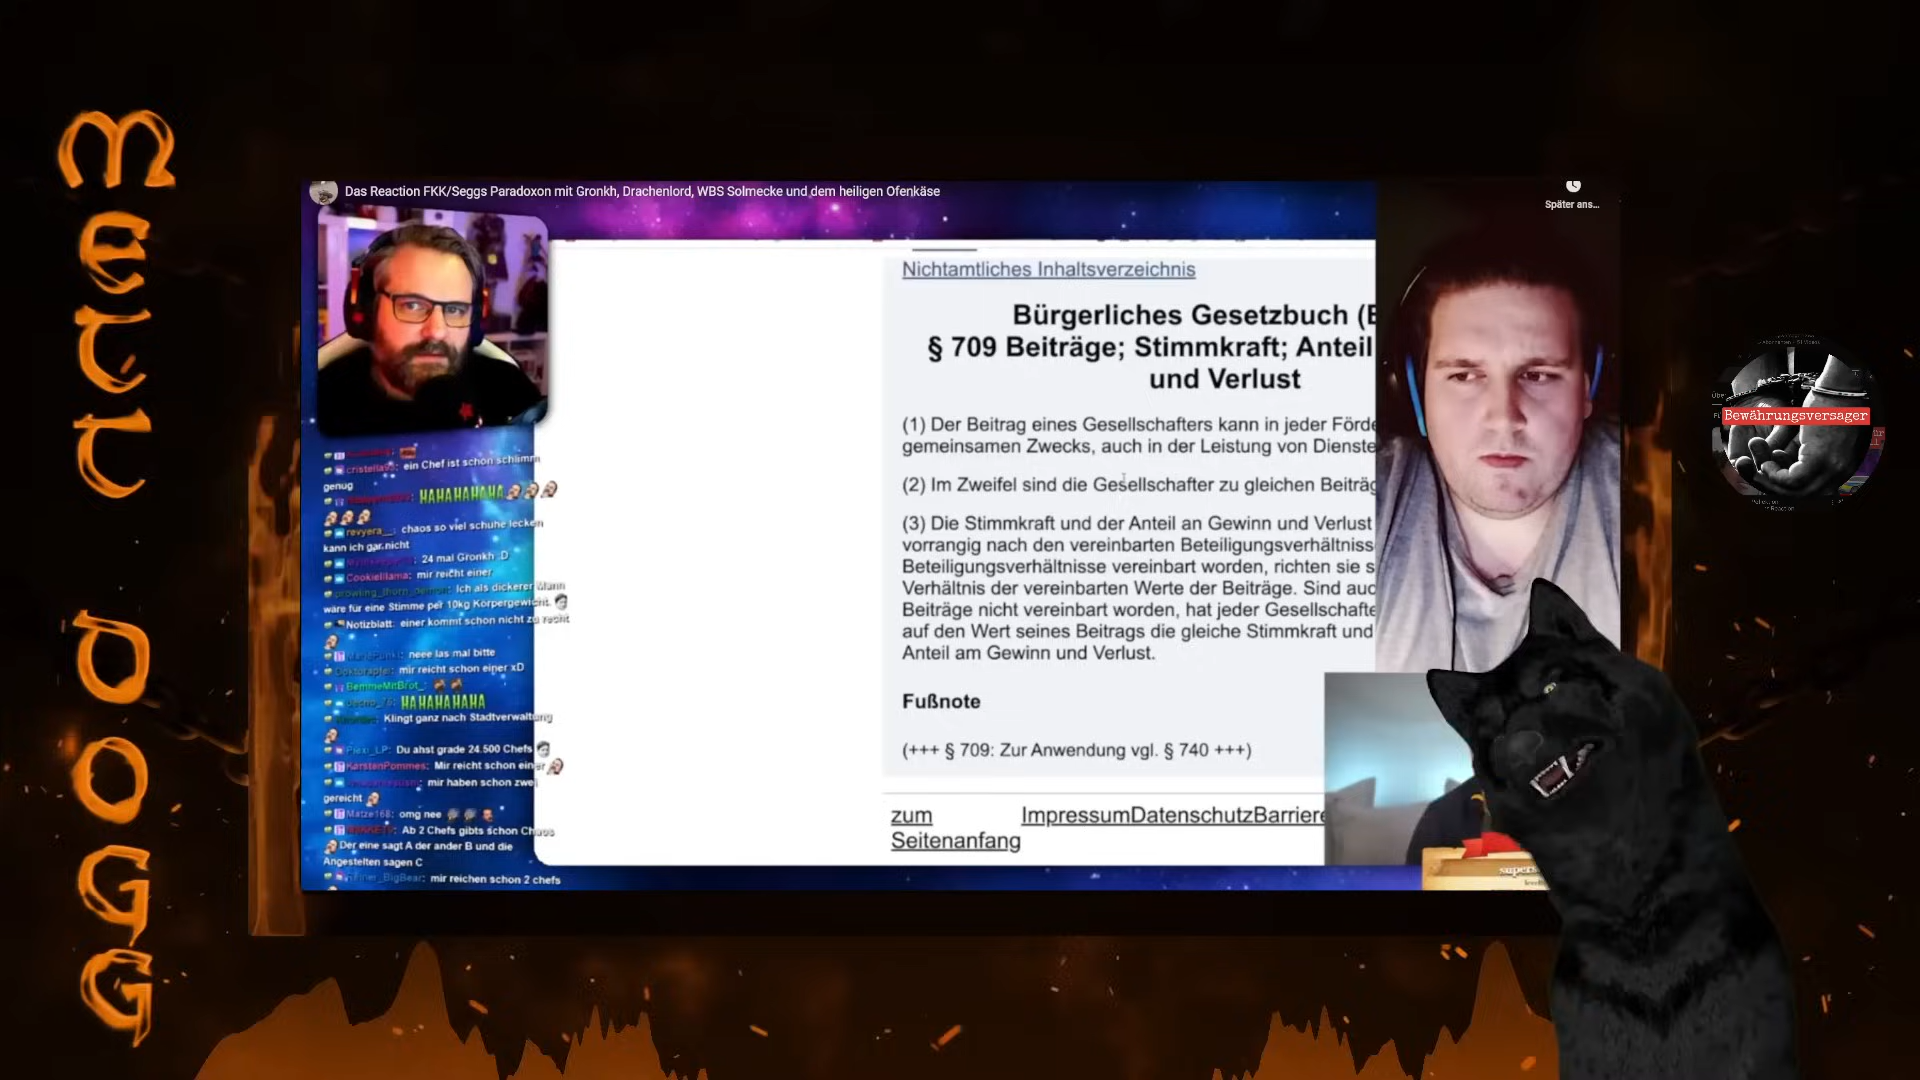 Mett Dogg
Das Reaction FKK/Seggs Paradoxon mit Gronkh, Drachenlord, WBS Solmecke und dem heiligen Ofenkäse
Später ans...
Nichtamtliches Inhaltsverzeichnis
Bürgerliches Gesetzbuch (
§ 709 Beiträge; Stimmkraft; Anteil
und Verlust
(1) Der Beitrag eines Gesellschafters kann in jeder Förde
gemeinsamen Zwecks, auch in der Leistung von Dienste
(2) Im Zweifel sind die Gesellschafter zu gleichen Beiträg
(3) Die Stimmkraft und der Anteil an Gewinn und Verlust
vorrangig nach den vereinbarten Beteiligungsverhältniss
Beteiligungsverhältnisse vereinbart worden, richten sie s
Verhältnis der vereinbarten Werte der Beiträge. Sind auc
Beiträge nicht vereinbart worden, hat jeder Gesellschafte
auf den Wert seines Beitrags die gleiche Stimmkraft und
Anteil am Gewinn und Verlust.
Fußnote
(+++ § 709: Zur Anwendung vgl. § 740 +++)
zum
Seitenanfang
ImpressumDatenschutzBarriere
cristella: ein Chef ist schon schlimm
genug
HAHAHAHAHA
revyera__: chaos so viel schuhe lecken
kann ich gar nicht
24 mal Gronkh :D
Cookielilama: mir reicht einer
Ich als dickerer Mann
wäre für eine Stimme per 10kg Körpergewicht.
Notizblatt: einer kommt schon nicht zu recht
neee las mal bitte
mir reicht schon einer xD
BemmeMitBrot_:
HAHAHAHAHA
Klingt ganz nach Stadtverwaltung
Plexi_LP: Du ahst grade 24.500 Chefs
KarstenPommes: Mir reicht schon einer
mir haben schon zwei
gereicht
Matze168: omg nee
Ab 2 Chefs gibts schon Chaos
Der eine sagt A der ander B und die
Angestelten sagen C
BigBear: mir reichen schon 2 chefs
Bewährungsversager